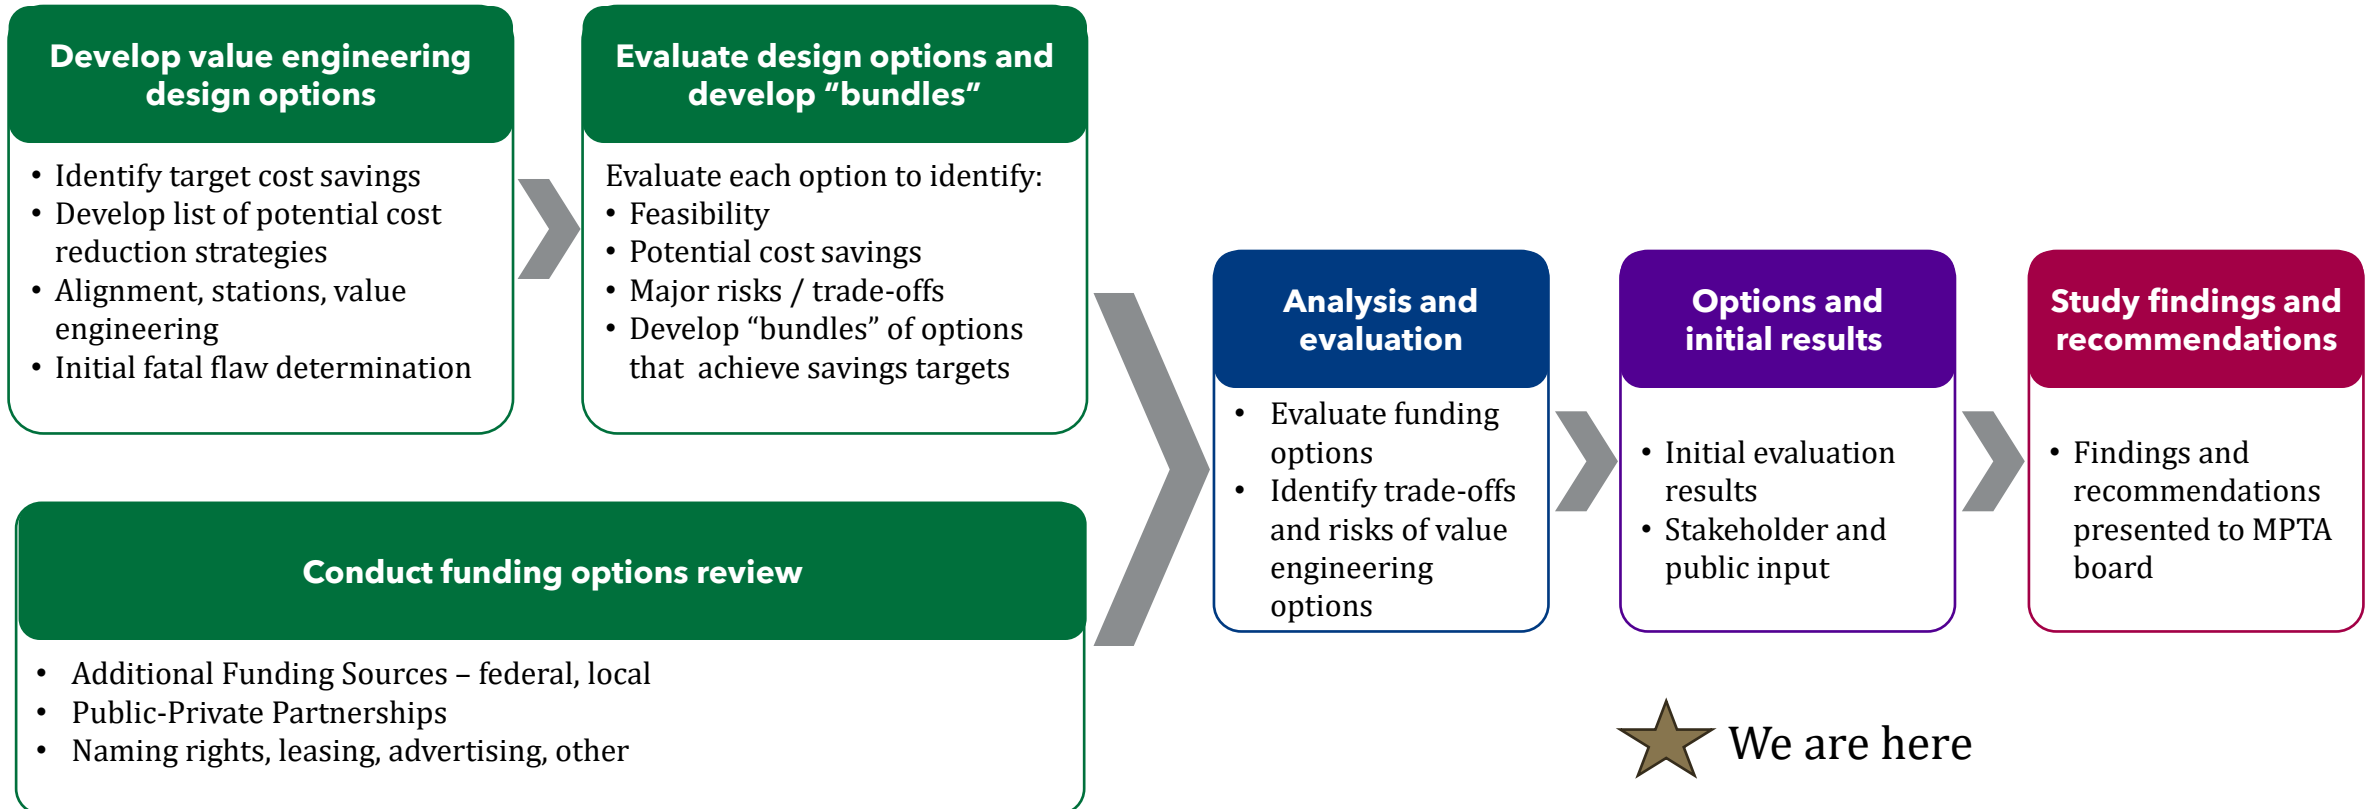 Develop value engineering
design options
• Identify target cost savings
• Develop list of potential cost
reduction strategies
• Alignment, stations, value
engineering
• Initial fatal flaw determination
Evaluate design options and
develop “bundles”
Evaluate each option to identify:
• Feasibility
• Potential cost savings
• Major risks / trade-offs
• Develop “bundles” of options
that achieve savings targets
Conduct funding options review
• Additional Funding Sources – federal, local
• Public-Private Partnerships
• Naming rights, leasing, advertising, other
Analysis and
evaluation
• Evaluate funding
options
• Identify trade-offs
and risks of value
engineering
options
Options and
initial results
• Initial evaluation
results
• Stakeholder and
public input
Study findings and
recommendations
• Findings and
recommendations
presented to MPTA
board
We are here